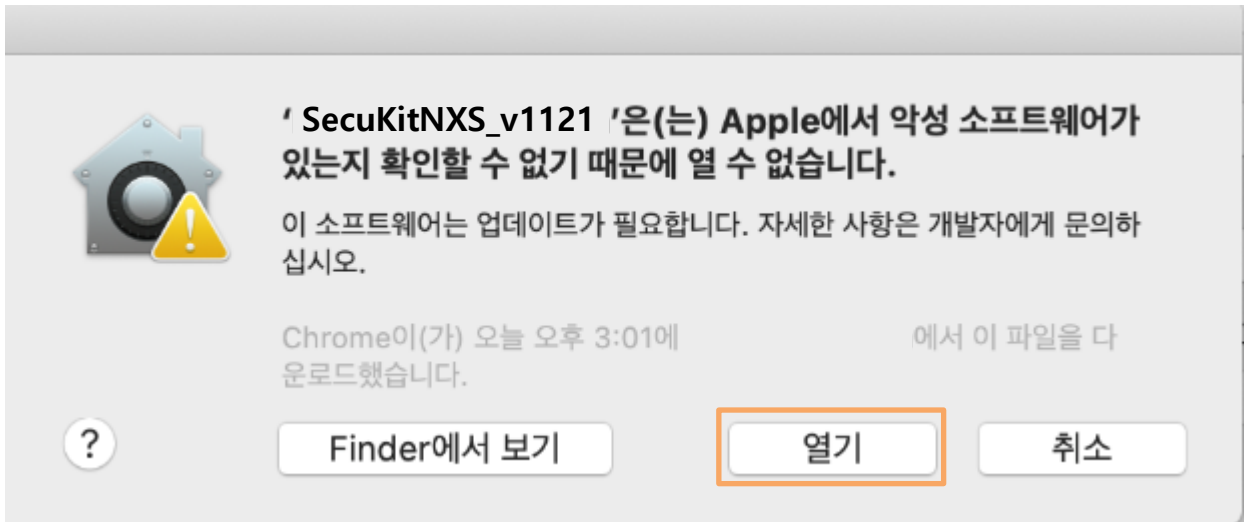 ‘ SecuKitNXS_v1121 ’은(는) Apple에서 악성 소프트웨어가
있는지 확인할 수 없기 때문에 열 수 없습니다.
이 소프트웨어는 업데이트가 필요합니다. 자세한 사항은 개발자에게 문의하
십시오.
Chrome이(가) 오늘 오후 3:01에 에서 이 파일을 다
운로드했습니다.
?
Finder에서 보기
열기
취소